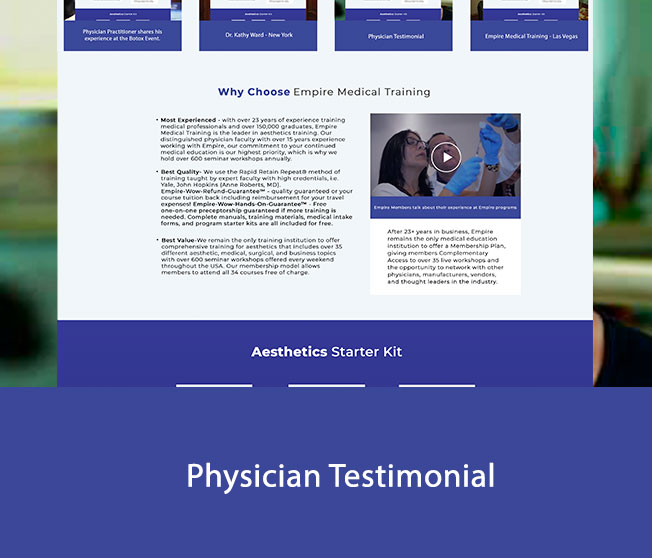 Aesthetics Starter Kit
Aesthetics Starter Kit
Aesthetics Starter Kit
Aesthetics Starter Kit
Physician Practitioner shares his
experience at the Botox Event.
Dr. Kathy Ward - New York
Physician Testimonial
Empire Medical Training - Las Vegas
Why Choose Empire Medical Training
• Most Experienced - with over 23 years of experience training
medical professionals and over 150,000 graduates, Empire
Medical Training is the leader in aesthetics training. Our
distinguished physician faculty with over 15 years experience
working with Empire, our commitment to your continued
medical education is our highest priority, which is why we
hold over 600 seminar workshops annually.
• Best Quality- We use the Rapid Retain Repeat® method of
training taught by expert faculty with high credentials, i.e.
Yale, John Hopkins (Anne Roberts, MD).
Empire-Wow-Refund-Guarantee™ - quality guaranteed or your
course tuition back including reimbursement for your travel
expenses! Empire-Wow-Hands-On-Guarantee™ - Free
one-on-one preceptorship guaranteed if more training is
needed. Complete manuals, training materials, medical intake
forms, and program starter kits are all included for free.
• Best Value-We remain the only training institution to offer
comprehensive training for aesthetics that includes over 35
different aesthetic, medical, surgical, and business topics
with over 600 seminar workshops offered every weekend
throughout the USA. Our membership model allows
members to attend all 34 courses free of charge.
Empire Members talk about their experience at Empire programs.
After 23+ years in business, Empire
remains the only medical education
institution to offer a Membership Plan,
giving members Complementary
Access to over 35 live workshops and
the opportunity to network with other
physicians, manufacturers, vendors,
and thought leaders in the industry.
Aesthetics Starter Kit
Physician Testimonial